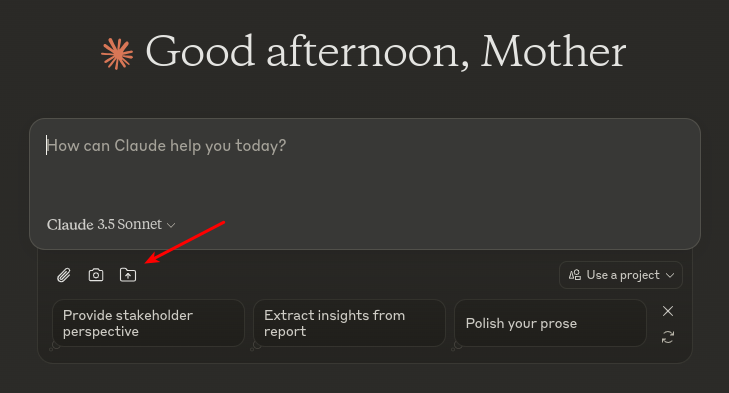 Good afternoon, Mother
How can Claude help you today?
Claude 3.5 Sonnet
Use a project
Provide stakeholder
perspective
Extract insights from
report
Polish your prose